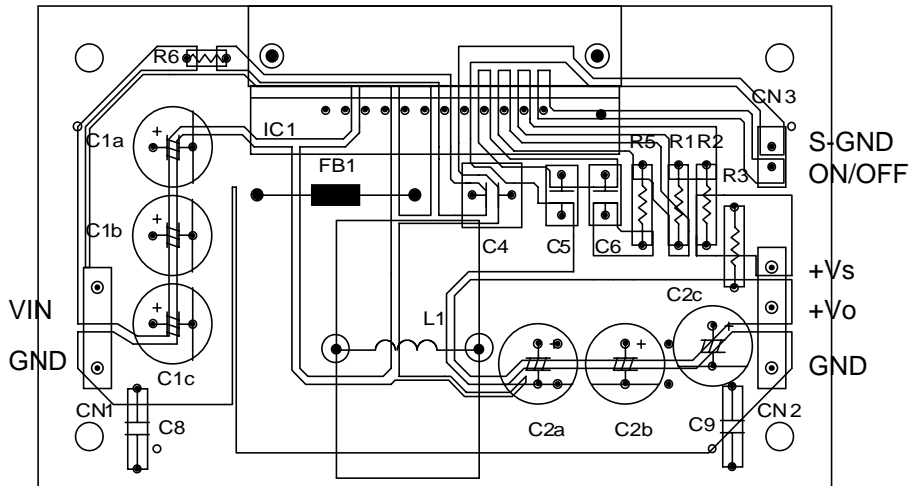 R6
CN3
C1a
IC1
S-GND
R5
R1
R2
FB1
R3
ON/OFF
C1b
C4
C5
C6
+Vs
C2c
VIN
L1
+Vo
GND
C1c
GND
CN1
C8
C2a
C2b
C9
CN2